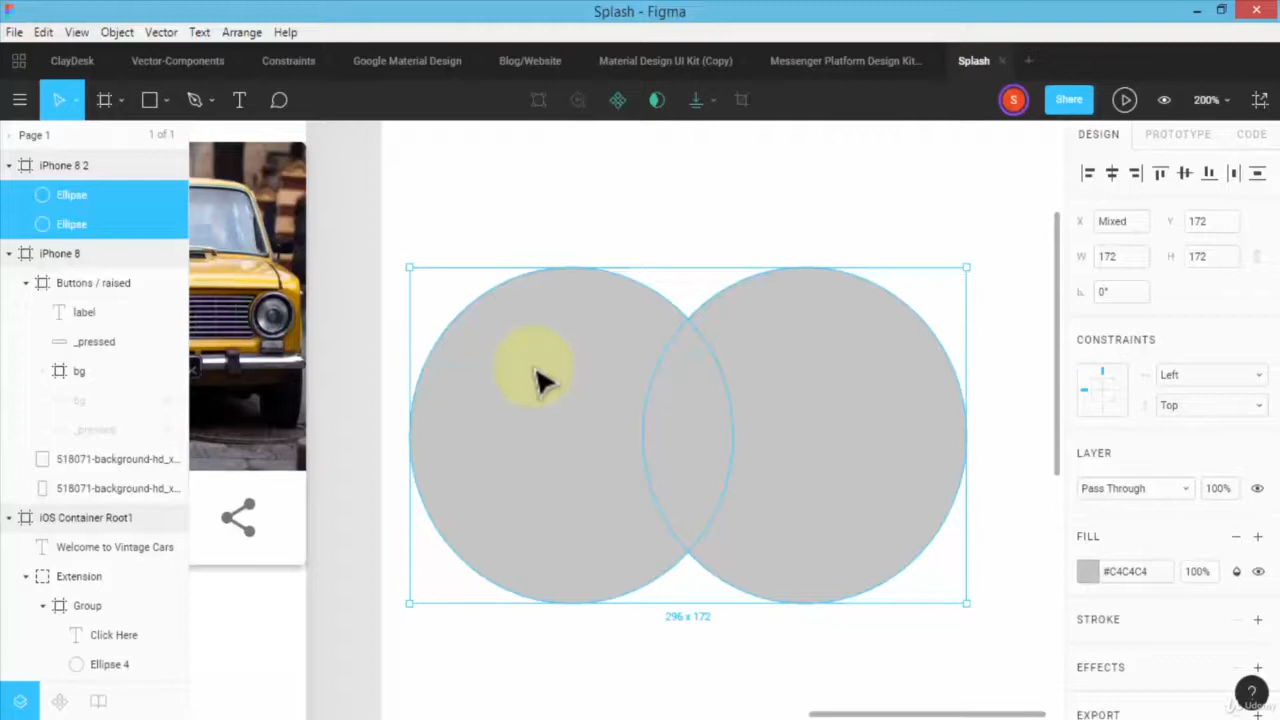 Splash - Figma
File Edit View Object Vector Text Arrange Help
ClayDesk Vector-Components Constraints Google Material Design Blog/Website Material Design UI Kit (Copy) Messenger Platform Design Kit... Splash
S Share 200%
Page 1 1 of 1
DESIGN PROTOTYPE CODE
iPhone 8 2
Ellipse
Ellipse
iPhone 8
Buttons / raised
label
_pressed
bg
bg
_pressed
518071-background-hd_x...
518071-background-hd_x...
iOS Container Root1
Welcome to Vintage Cars
Extension
Group
Click Here
Ellipse 4
296 x 172
X Mixed Y 172
W 172 H 172
0°
CONSTRAINTS
Left
Top
LAYER
Pass Through 100%
FILL
#C4C4C4 100%
STROKE
EFFECTS
EXPORT
?
Udemy